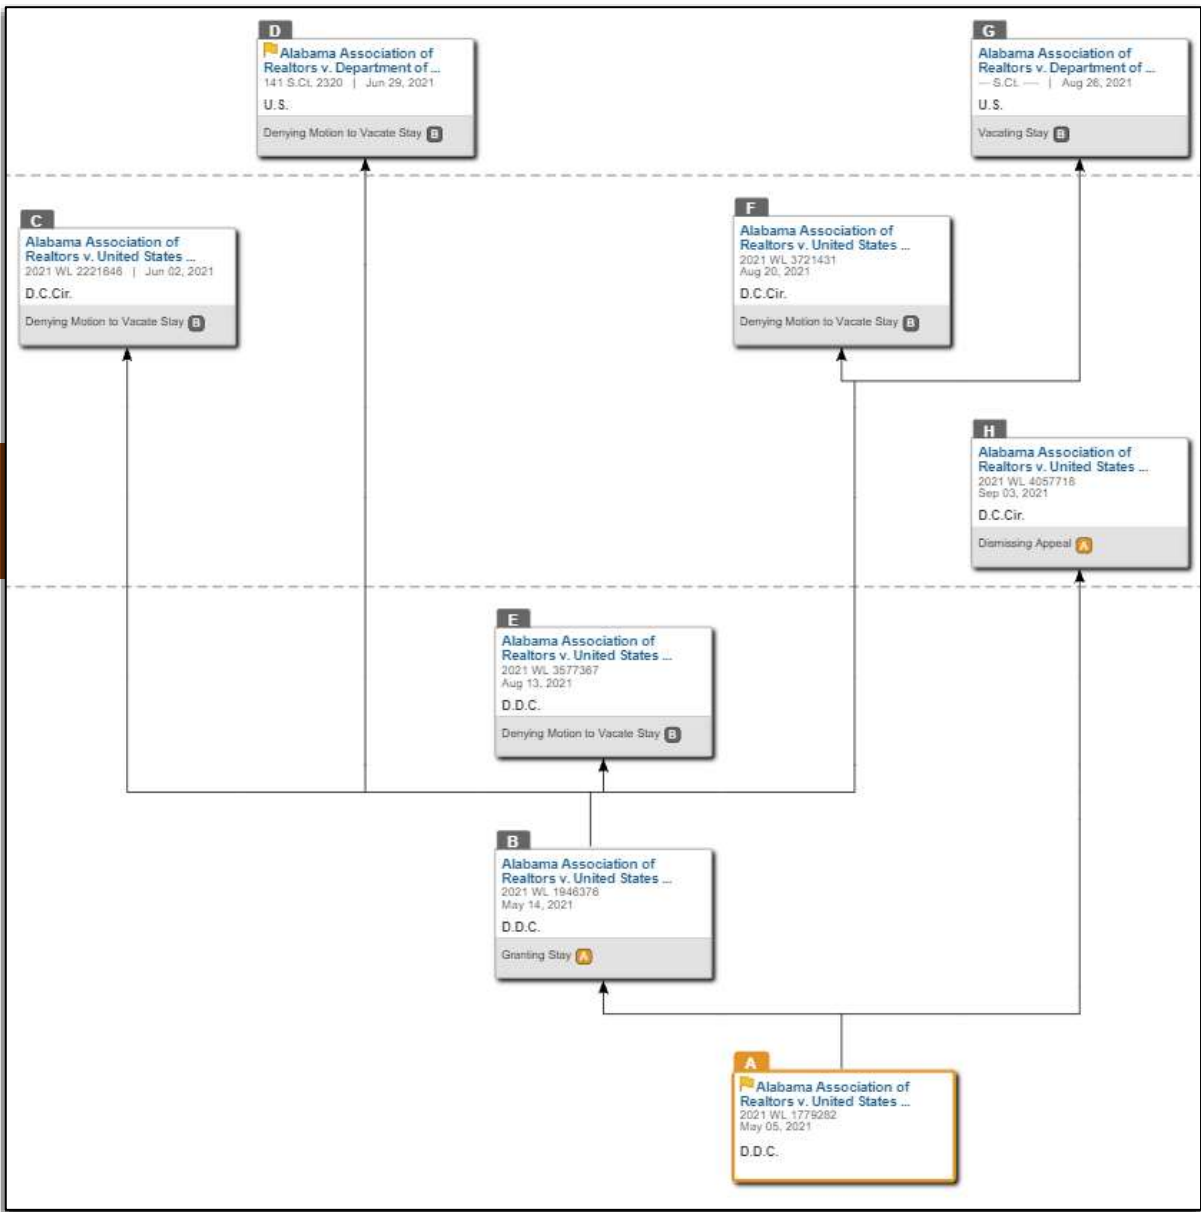 D
Alabama Association of
Realtors v. Department of ...
141 S.Ct. 2320 | Jun 29, 2021
U.S.
Denying Motion to Vacate Stay B
G
Alabama Association of
Realtors v. Department of ...
--- S.Ct. ---- | Aug 26, 2021
U.S.
Vacating Stay B
C
Alabama Association of
Realtors v. United States ...
2021 WL 2221646 | Jun 02, 2021
D.C.Cir.
Denying Motion to Vacate Stay B
F
Alabama Association of
Realtors v. United States ...
2021 WL 3721431
Aug 20, 2021
D.C.Cir.
Denying Motion to Vacate Stay B
H
Alabama Association of
Realtors v. United States ...
2021 WL 4057718
Sep 03, 2021
D.C.Cir.
Dismissing Appeal A
E
Alabama Association of
Realtors v. United States ...
2021 WL 3577367
Aug 13, 2021
D.D.C.
Denying Motion to Vacate Stay B
B
Alabama Association of
Realtors v. United States ...
2021 WL 1946376
May 14, 2021
D.D.C.
Granting Stay A
A
Alabama Association of
Realtors v. United States ...
2021 WL 1779282
May 05, 2021
D.D.C.